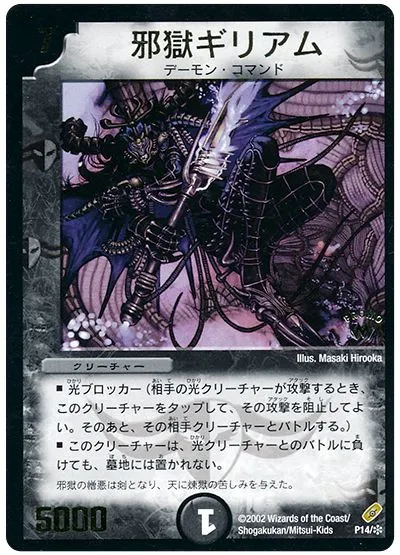 邪獄ギリアム
デーモン・コマンド
Illus. Masaki Hirooka
クリーチャー
■ 光ブロッカー（相手の光クリーチャーが攻撃するとき、
このクリーチャーをタップして、その攻撃を阻止してよ
い。そのあと、その相手クリーチャーとバトルする。）
■ このクリーチャーは、光クリーチャーとのバトルに負
けても、墓地には置かれない。
邪獄の憎悪は剣となり、天に煉獄の苦しみを与えた。
5000
1
©2002 Wizards of the Coast/
Shogakukan/Mitsui-Kids
P14/